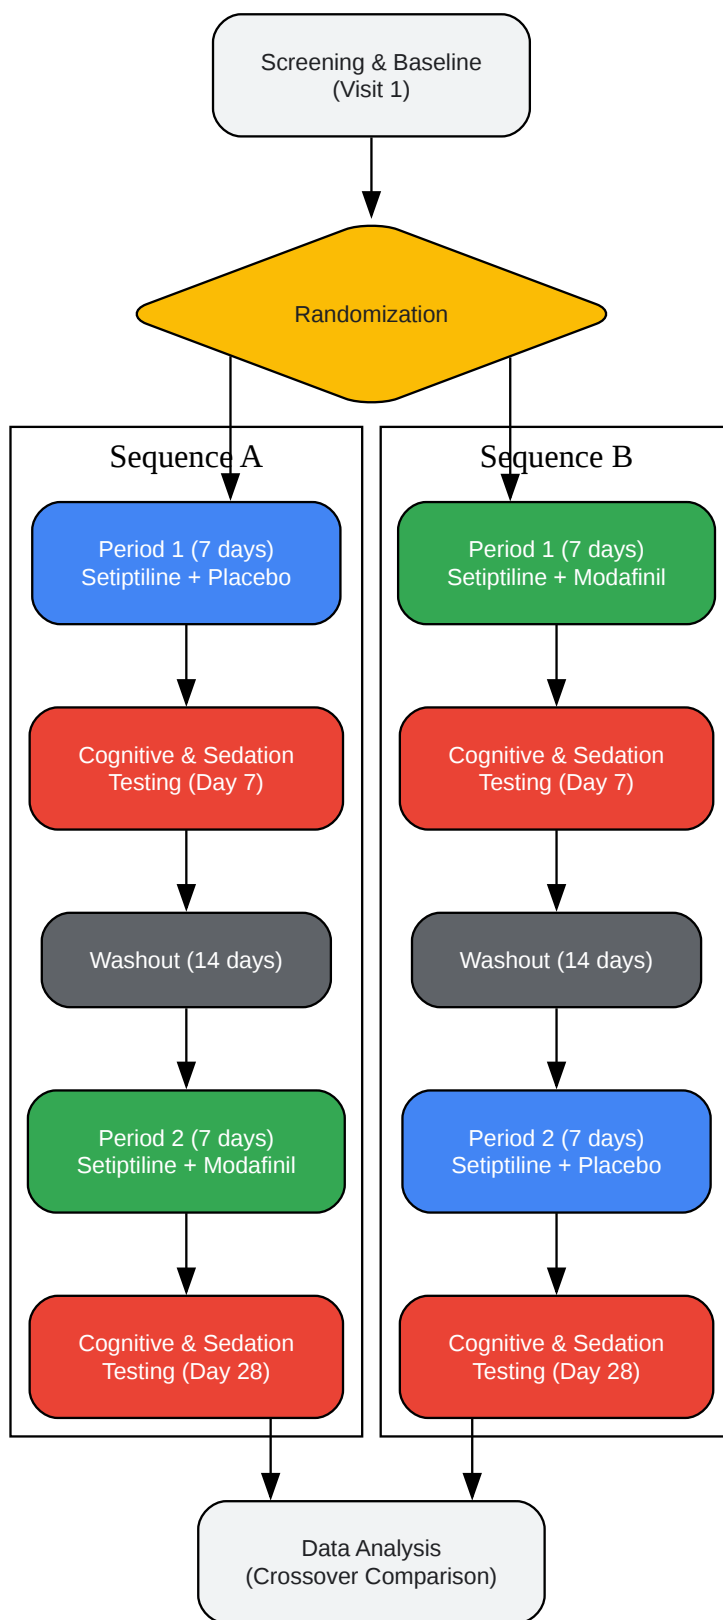 Screening & Baseline
(Visit 1)
Randomization
Sequence A
Period 1 (7 days)
Setiptiline + Placebo
Cognitive & Sedation
Testing (Day 7)
Washout (14 days)
Period 2 (7 days)
Setiptiline + Modafinil
Cognitive & Sedation
Testing (Day 28)
Sequence B
Period 1 (7 days)
Setiptiline + Modafinil
Cognitive & Sedation
Testing (Day 7)
Washout (14 days)
Period 2 (7 days)
Setiptiline + Placebo
Cognitive & Sedation
Testing (Day 28)
Data Analysis
(Crossover Comparison)